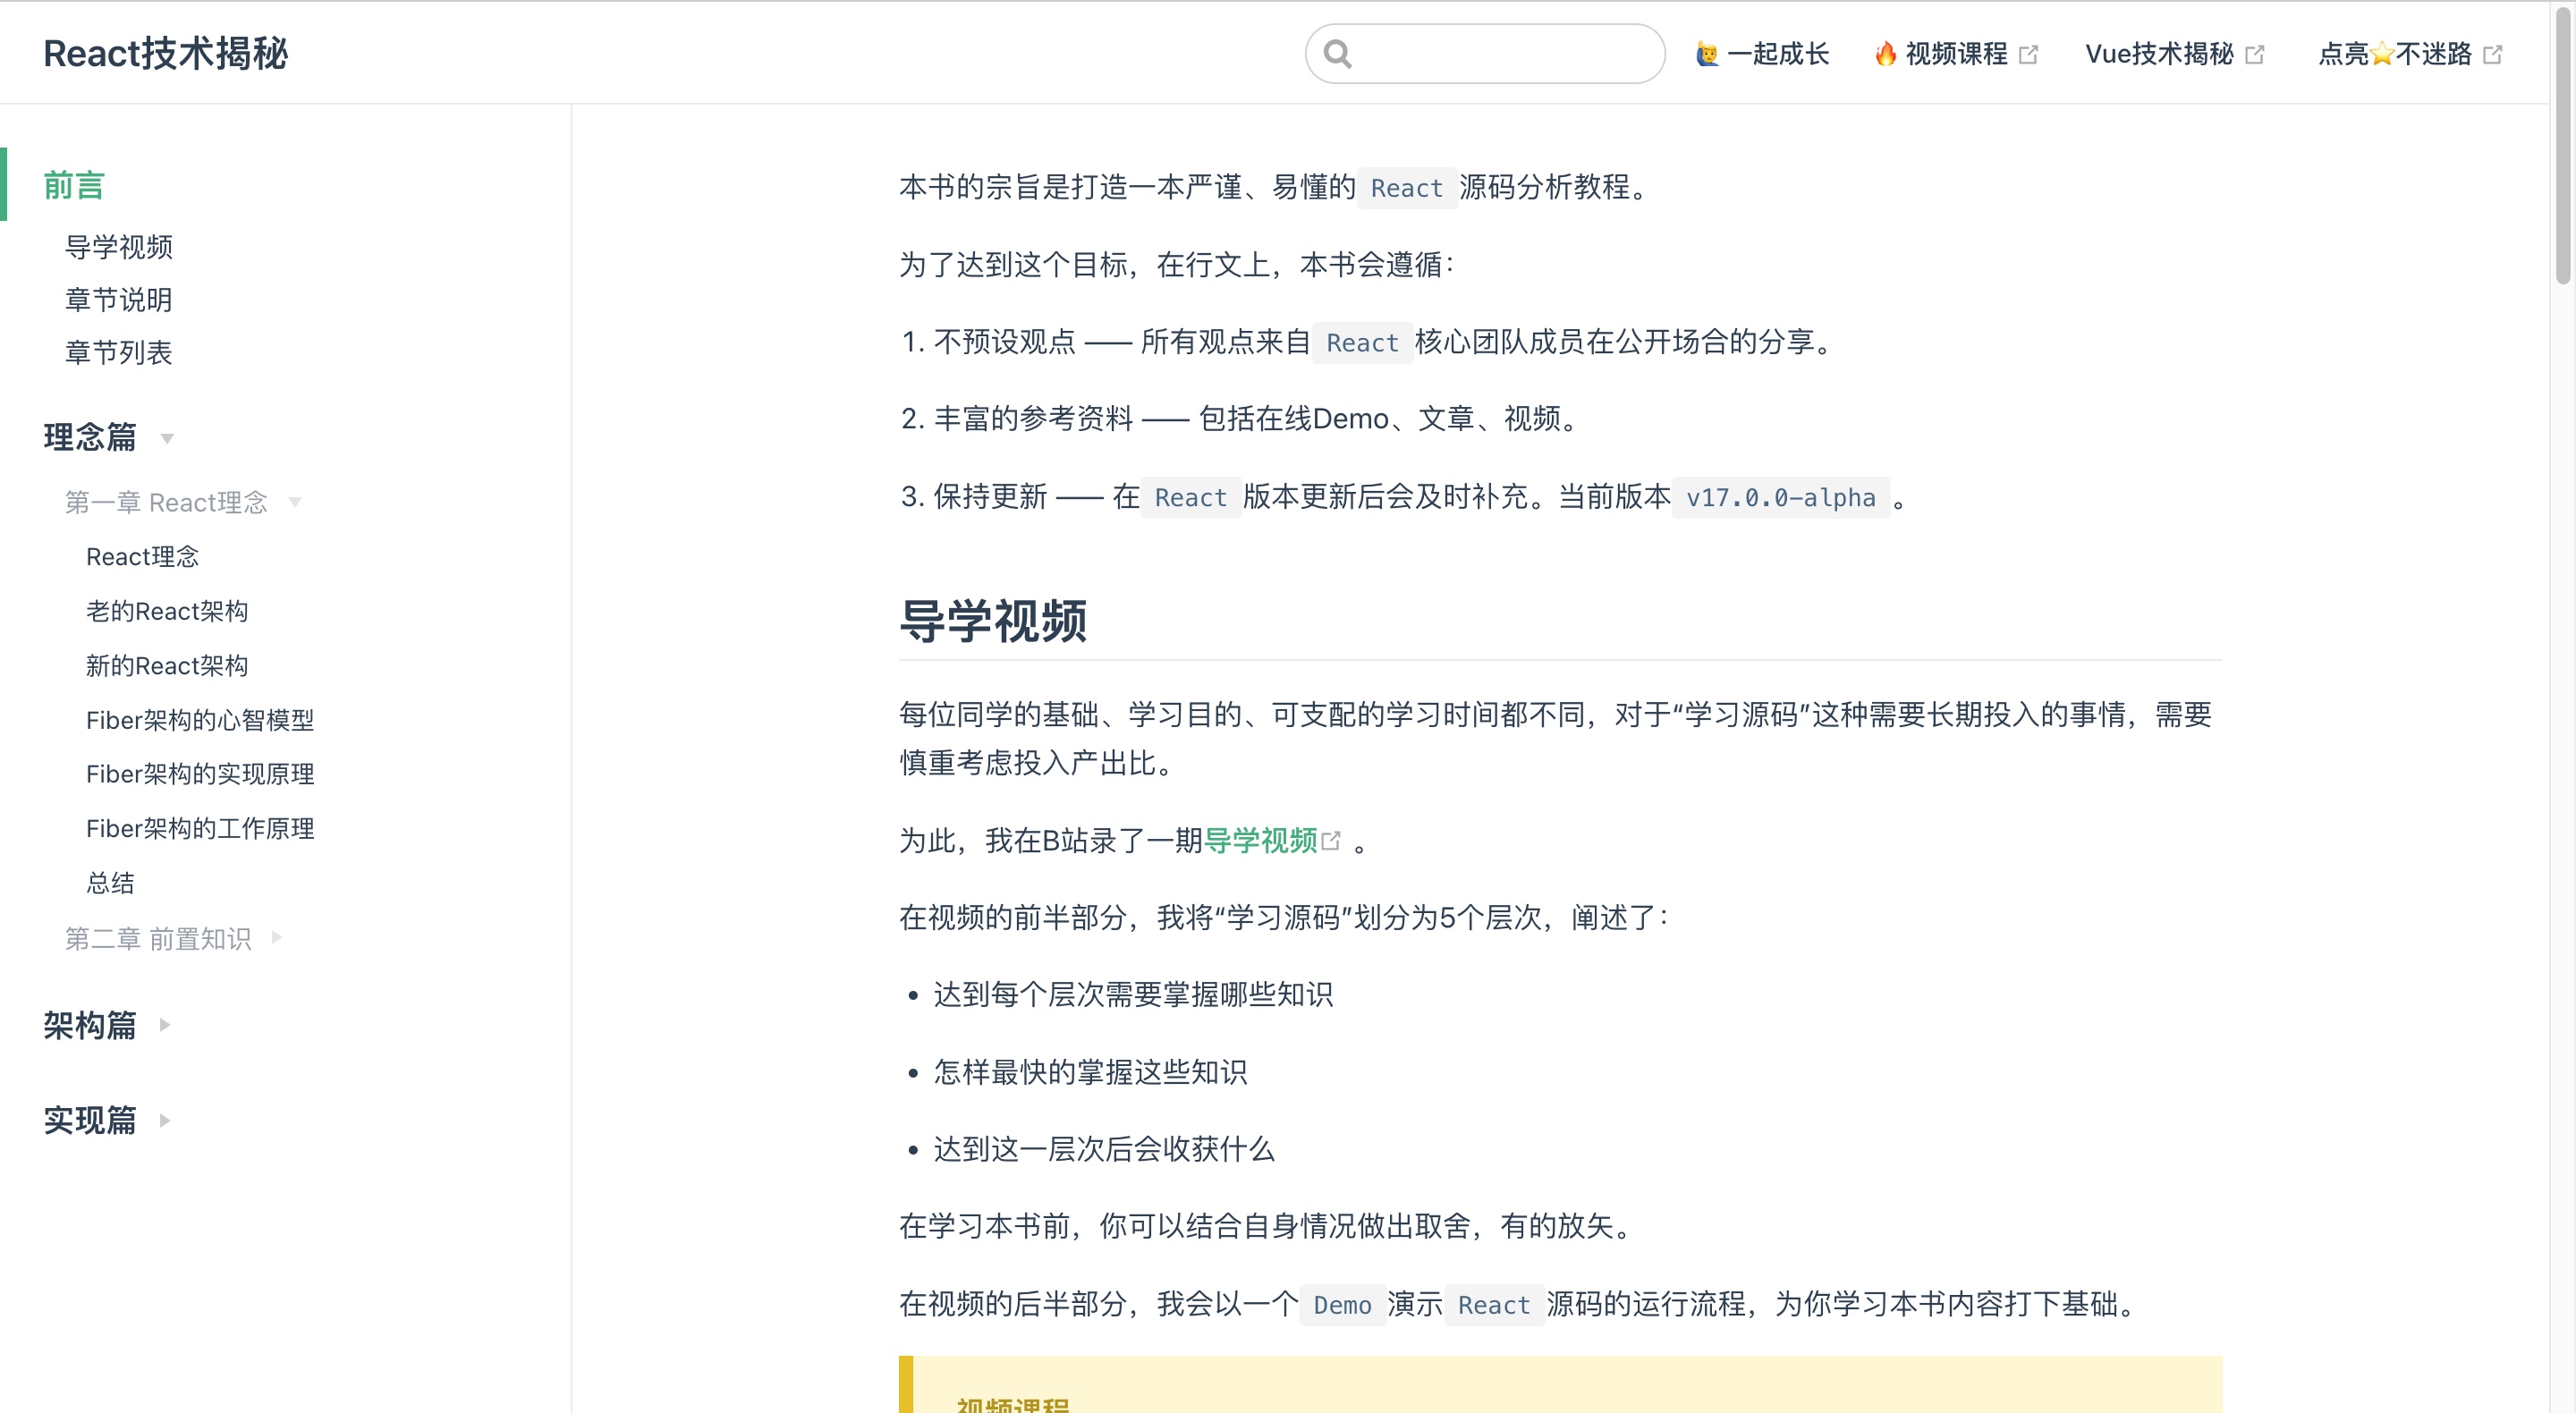 React技术揭秘
🙋‍♂️ 一起成长
🔥 视频课程
Vue技术揭秘
点亮⭐不迷路
前言
导学视频
章节说明
章节列表
理念篇
第一章 React理念
React理念
老的React架构
新的React架构
Fiber架构的心智模型
Fiber架构的实现原理
Fiber架构的工作原理
总结
第二章 前置知识
架构篇
实现篇
本书的宗旨是打造一本严谨、易懂的 React 源码分析教程。
为了达到这个目标，在行文上，本书会遵循：
1. 不预设观点 —— 所有观点来自 React 核心团队成员在公开场合的分享。
2. 丰富的参考资料 —— 包括在线Demo、文章、视频。
3. 保持更新 —— 在 React 版本更新后会及时补充。当前版本 v17.0.0-alpha 。
导学视频
每位同学的基础、学习目的、可支配的学习时间都不同，对于“学习源码”这种需要长期投入的事情，需要
慎重考虑投入产出比。
为此，我在B站录了一期导学视频 。
在视频的前半部分，我将“学习源码”划分为5个层次，阐述了：
• 达到每个层次需要掌握哪些知识
• 怎样最快的掌握这些知识
• 达到这一层次后会收获什么
在学习本书前，你可以结合自身情况做出取舍，有的放矢。
在视频的后半部分，我会以一个 Demo 演示 React 源码的运行流程，为你学习本书内容打下基础。
视频课程